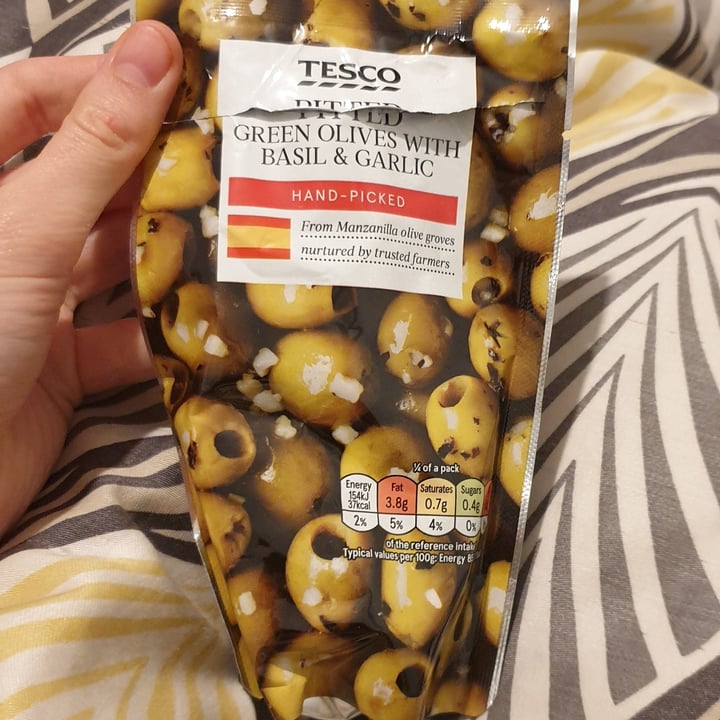 TESCO
PITTED
GREEN OLIVES WITH
BASIL & GARLIC
HAND-PICKED
From Manzanilla olive groves
nurtured by trusted farmers
¼ of a pack
Energy Fat Saturates Sugars
154kJ 3.8g 0.7g 0.4g
37kcal
2% 5% 4% 0%
of the reference intake
Typical values per 100g: Energy